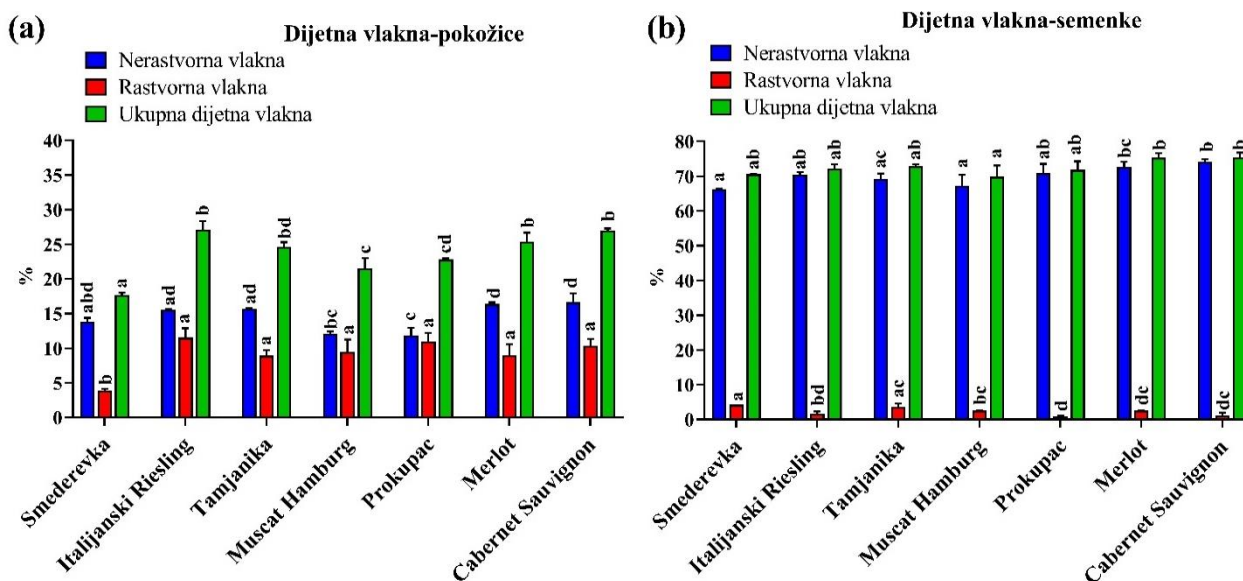 (a)
Dijetna vlakna-pokožice
Nerastvorna vlakna
Rastvorna vlakna
Ukupna dijetna vlakna
40
35
30
25
20
15
10
5
0
%
abd
b
a
ad
a
b
ad
a
bd
bc
a
c
c
a
cd
d
a
b
d
a
b
Smederevka
Italijanski Riesling
Tamjanika
Muscat Hamburg
Prokupac
Merlot
Cabernet Sauvignon
(b)
Dijetna vlakna-semenke
Nerastvorna vlakna
Rastvorna vlakna
Ukupna dijetna vlakna
80
70
60
50
40
30
20
10
0
%
a
a
ab
ab
bd
ab
ac
ac
ab
a
bc
a
ab
d
ab
bc
dc
b
b
dc
b
Smederevka
Italijanski Riesling
Tamjanika
Muscat Hamburg
Prokupac
Merlot
Cabernet Sauvignon